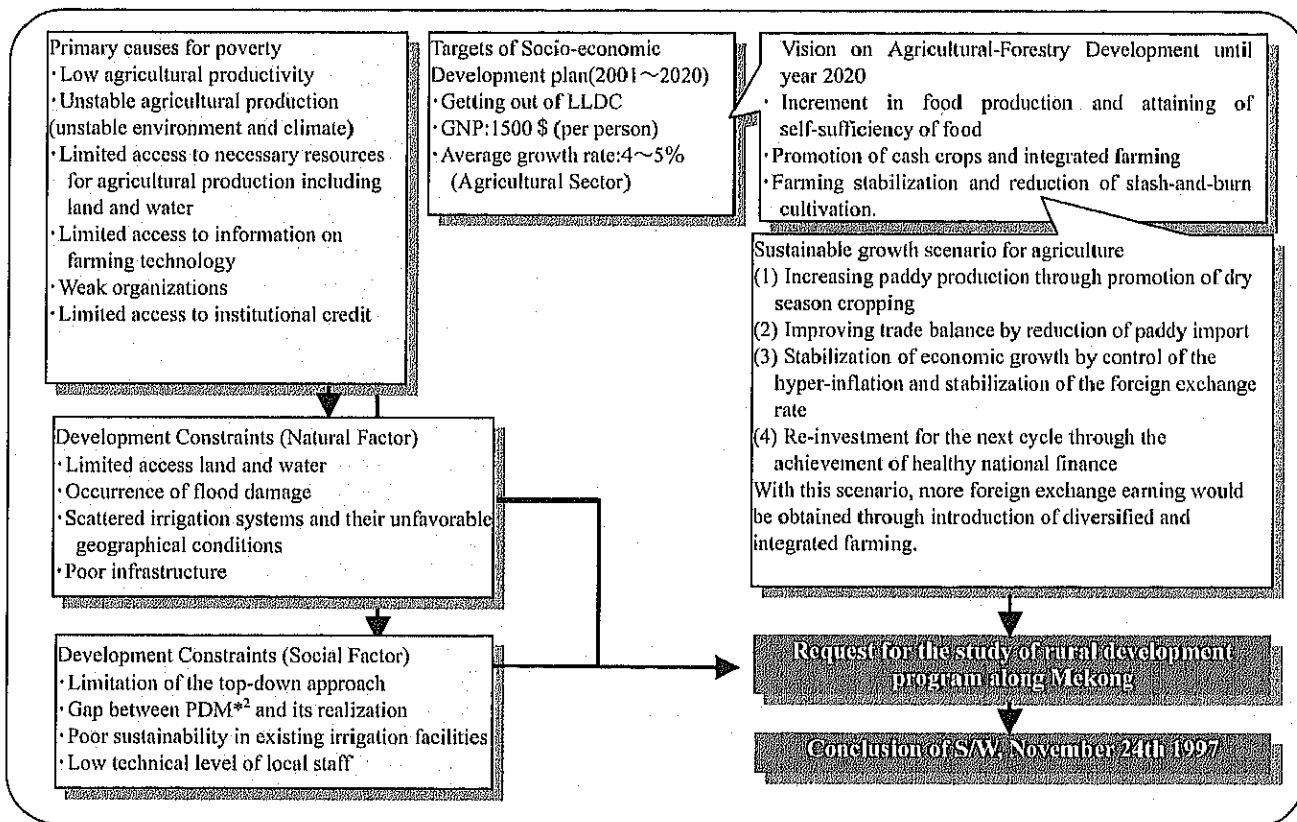 Primary causes for poverty
・Low agricultural productivity
・Unstable agricultural production
(unstable environment and climate)
・Limited access to necessary resources
for agricultural production including
land and water
・Limited access to information on
farming technology
・Weak organizations
・Limited access to institutional credit
Targets of Socio-economic
Development plan(2001～2020)
・Getting out of LLDC
・GNP:1500 $ (per person)
・Average growth rate:4～5%
(Agricultural Sector)
Vision on Agricultural-Forestry Development until
year 2020
・Increment in food production and attaining of
self-sufficiency of food
・Promotion of cash crops and integrated farming
・Farming stabilization and reduction of slash-and-burn
cultivation.
Sustainable growth scenario for agriculture
(1) Increasing paddy production through promotion of dry
season cropping
(2) Improving trade balance by reduction of paddy import
(3) Stabilization of economic growth by control of the
hyper-inflation and stabilization of the foreign exchange
rate
(4) Re-investment for the next cycle through the
achievement of healthy national finance
With this scenario, more foreign exchange earning would
be obtained through introduction of diversified and
integrated farming.
Development Constraints (Natural Factor)
・Limited access land and water
・Occurrence of flood damage
・Scattered irrigation systems and their unfavorable
geographical conditions
・Poor infrastructure
Development Constraints (Social Factor)
・Limitation of the top-down approach
・Gap between PDM*2 and its realization
・Poor sustainability in existing irrigation facilities
・Low technical level of local staff
Request for the study of rural development
program along Mekong
Conclusion of S/W, November 24th 1997